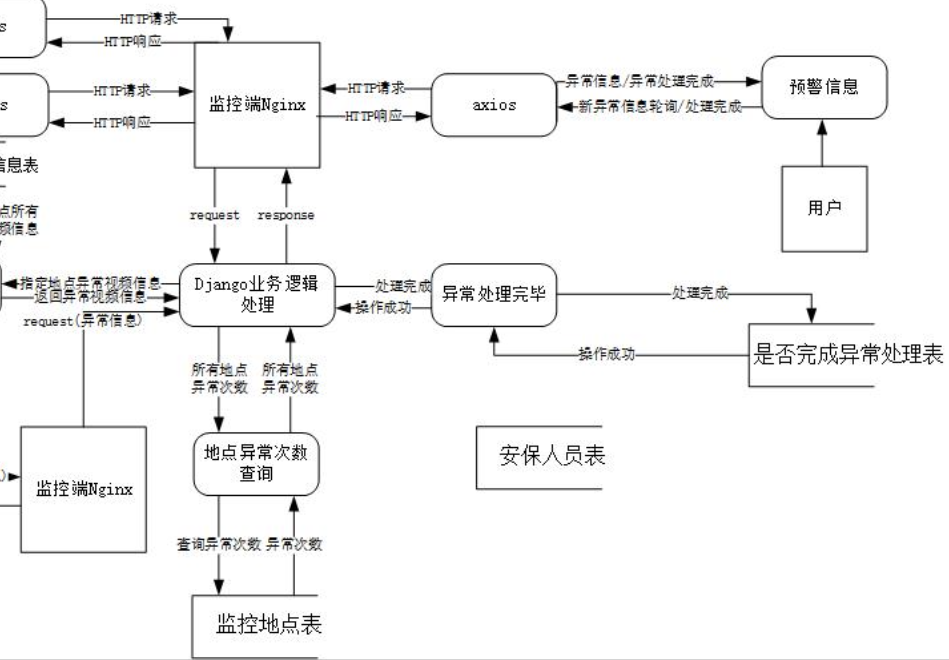 s
HTTP请求
HTTP响应
s
HTTP请求
HTTP响应
监控端Nginx
HTTP请求
HTTP响应
axios
异常信息/异常处理完成
新异常信息轮询/处理完成
预警信息
用户
信息表
点所有
频信息
request
response
指定地点异常视频信息
返回异常视频信息
request(异常信息)
Django业务逻辑
处理
处理完成
操作成功
异常处理完毕
处理完成
操作成功
是否完成异常处理表
所有地点
异常次数
所有地点
异常次数
地点异常次数
查询
安保人员表
)
监控端Nginx
查询异常次数
异常次数
监控地点表